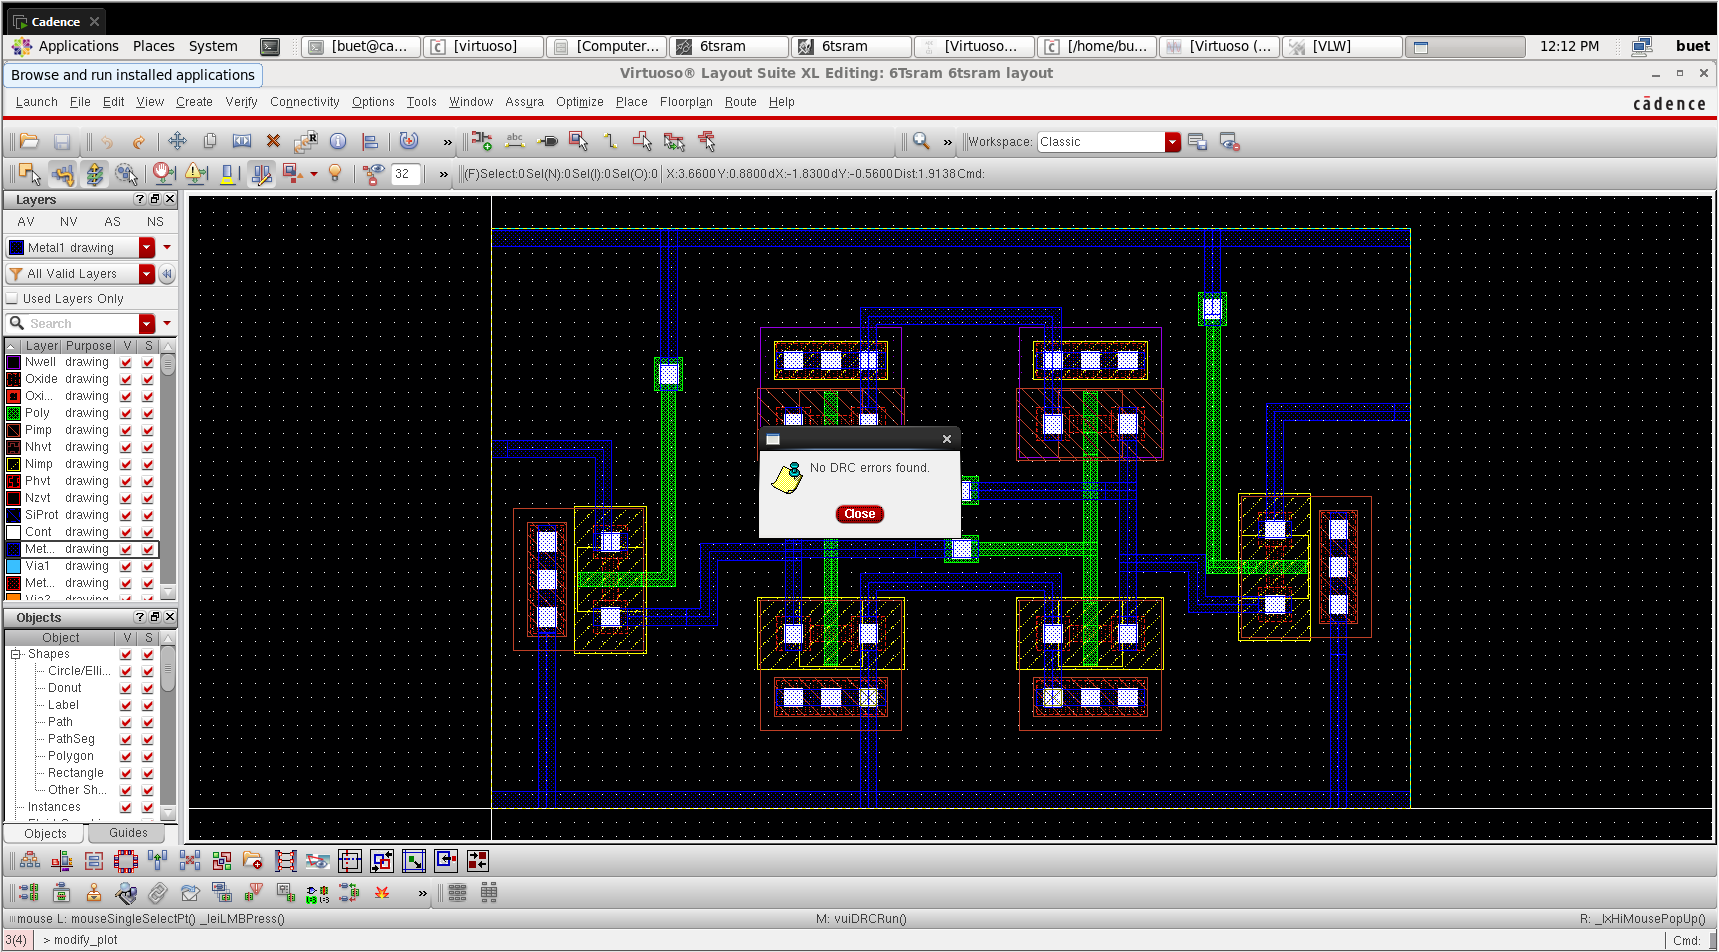 Cadence
Applications Places System [buet@ca... [virtuoso] [Computer... 6tsram 6tsram [Virtuoso... [/home/bu... [Virtuoso (... [VLW] 12:12 PM buet
Browse and run installed applications
Virtuoso® Layout Suite XL Editing: 6Tsram 6tsram layout
Launch File Edit View Create Verify Connectivity Options Tools Window Assura Optimize Place Floorplan Route Help
cādence
» abc » Workspace: Classic
32 » (F)Select:0 Sel(N):0 Sel(I):0 Sel(O):0 X:3.6600 Y:0.8800 dX:-1.8300 dY:-0.5600 Dist:1.9138 Cmd:
Layers
AV NV AS NS
Metal1 drawing
All Valid Layers
Used Layers Only
Search
Layer Purpose V S
Nwell drawing
Oxide drawing
Oxi... drawing
Poly drawing
Pimp drawing
Nhvt drawing
Nimp drawing
Phvt drawing
Nzvt drawing
SiProt drawing
Cont drawing
Met... drawing
Via1 drawing
Met... drawing
Via2 drawing
Objects
Object V S
Shapes
Circle/Elli...
Donut
Label
Path
PathSeg
Polygon
Rectangle
Other Sh...
Instances
Objects Guides
No DRC errors found.
Close
mouse L: mouseSingleSelectPt() _leiLMBPress() M: vuiDRCRun() R: _lxHiMousePopUp()
3(4) > modify_plot Cmd: